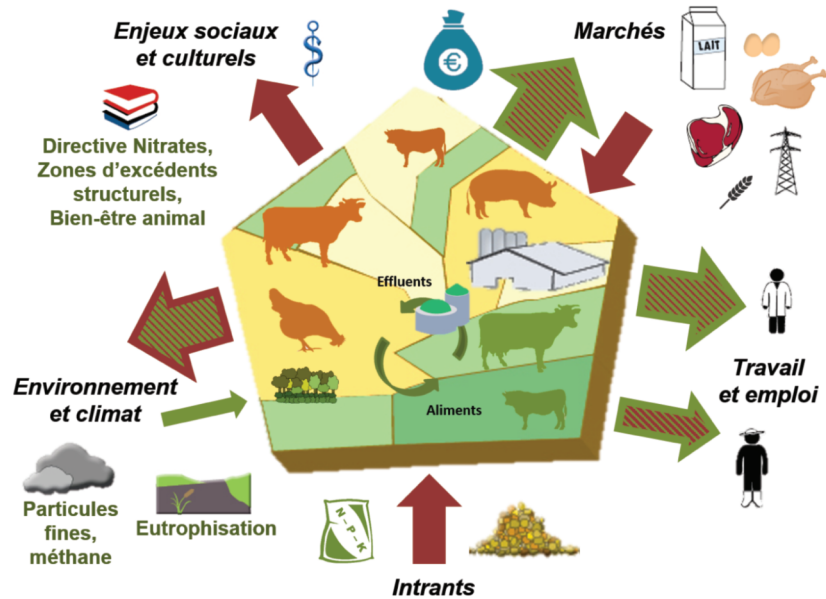 Enjeux sociaux
et culturels
Marchés
LAIT
Directive Nitrates,
Zones d'excédents
structurels,
Bien-être animal
Effluents
Environnement
et climat
Travail
et emploi
Aliments
Particules
fines,
méthane
Eutrophisation
N-P-K
Intrants